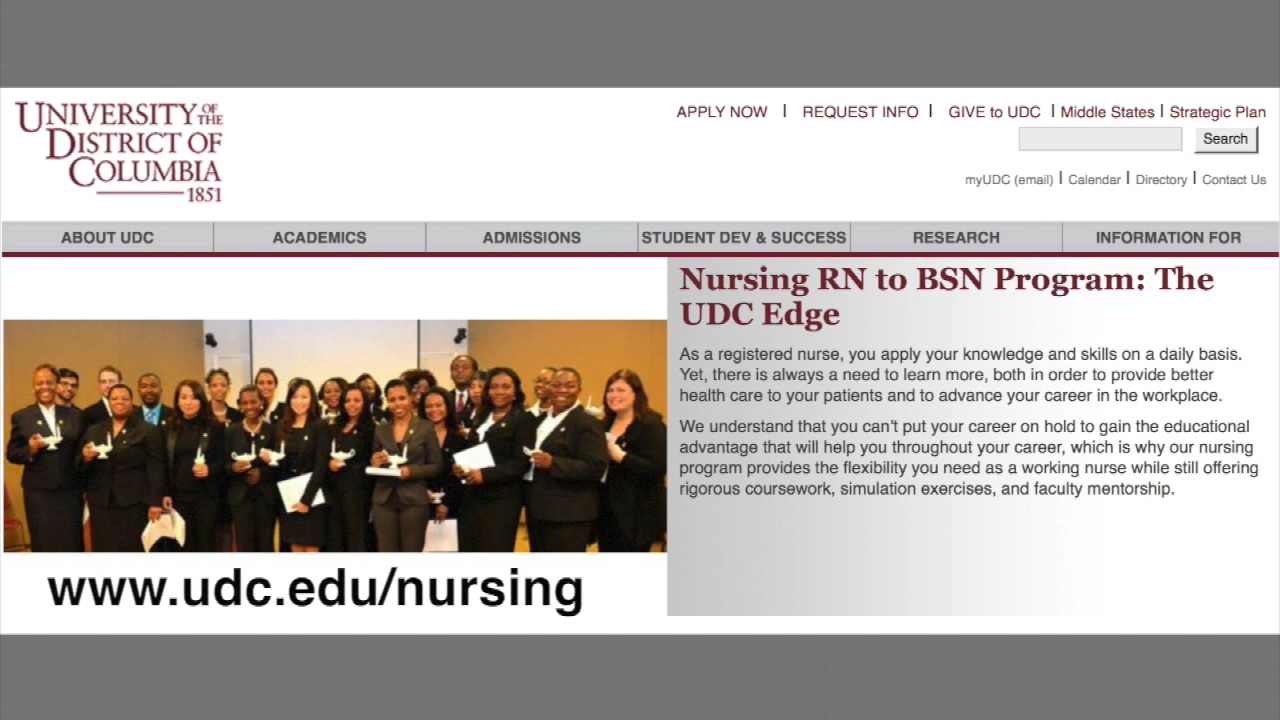 UNIVERSITY OF THE
DISTRICT OF
COLUMBIA
1851
APPLY NOW | REQUEST INFO | GIVE to UDC | Middle States | Strategic Plan
Search
myUDC (email) | Calendar | Directory | Contact Us
ABOUT UDC ACADEMICS ADMISSIONS STUDENT DEV & SUCCESS RESEARCH INFORMATION FOR
Nursing RN to BSN Program: The
UDC Edge
As a registered nurse, you apply your knowledge and skills on a daily basis.
Yet, there is always a need to learn more, both in order to provide better
health care to your patients and to advance your career in the workplace.
We understand that you can't put your career on hold to gain the educational
advantage that will help you throughout your career, which is why our nursing
program provides the flexibility you need as a working nurse while still offering
rigorous coursework, simulation exercises, and faculty mentorship.
www.udc.edu/nursing